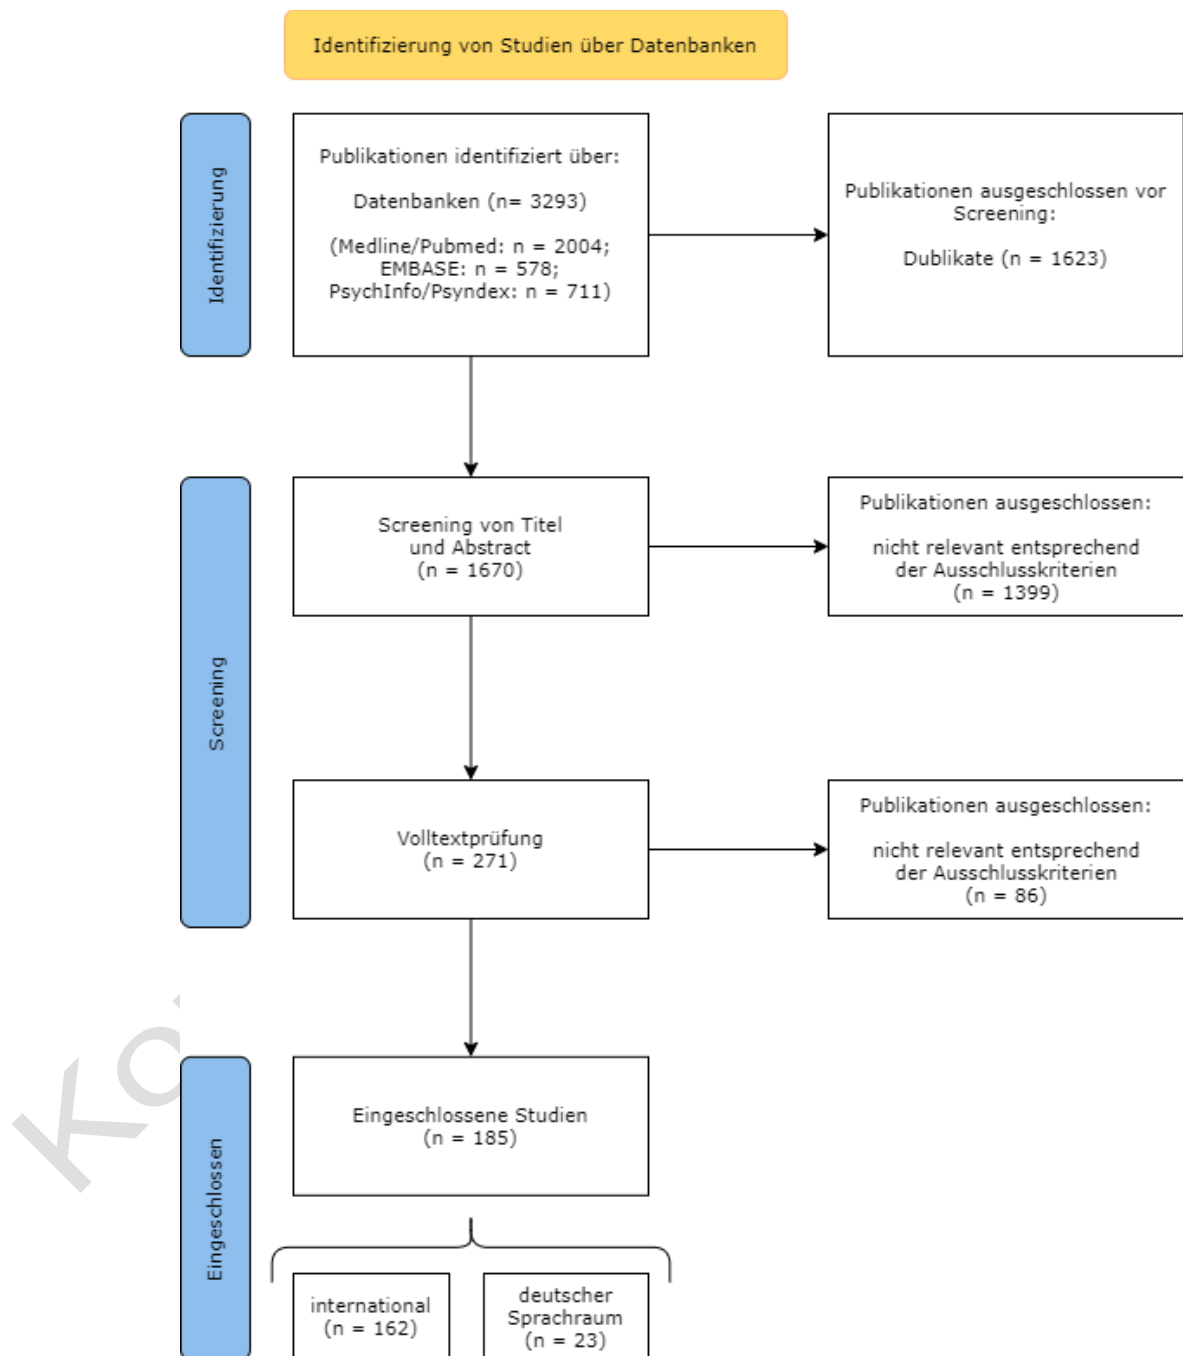 Identifizierung von Studien über Datenbanken
Identifizierung
Publikationen identifiziert über:
Datenbanken (n= 3293)
(Medline/Pubmed: n = 2004;
EMBASE: n = 578;
PsychInfo/Psyndex: n = 711)
Publikationen ausgeschlossen vor
Screening:
Dublikate (n = 1623)
Screening
Screening von Titel
und Abstract
(n = 1670)
Publikationen ausgeschlossen:
nicht relevant entsprechend
der Ausschlusskriterien
(n = 1399)
Volltextprüfung
(n = 271)
Publikationen ausgeschlossen:
nicht relevant entsprechend
der Ausschlusskriterien
(n = 86)
Eingeschlossen
Eingeschlossene Studien
(n = 185)
international
(n = 162)
deutscher
Sprachraum
(n = 23)